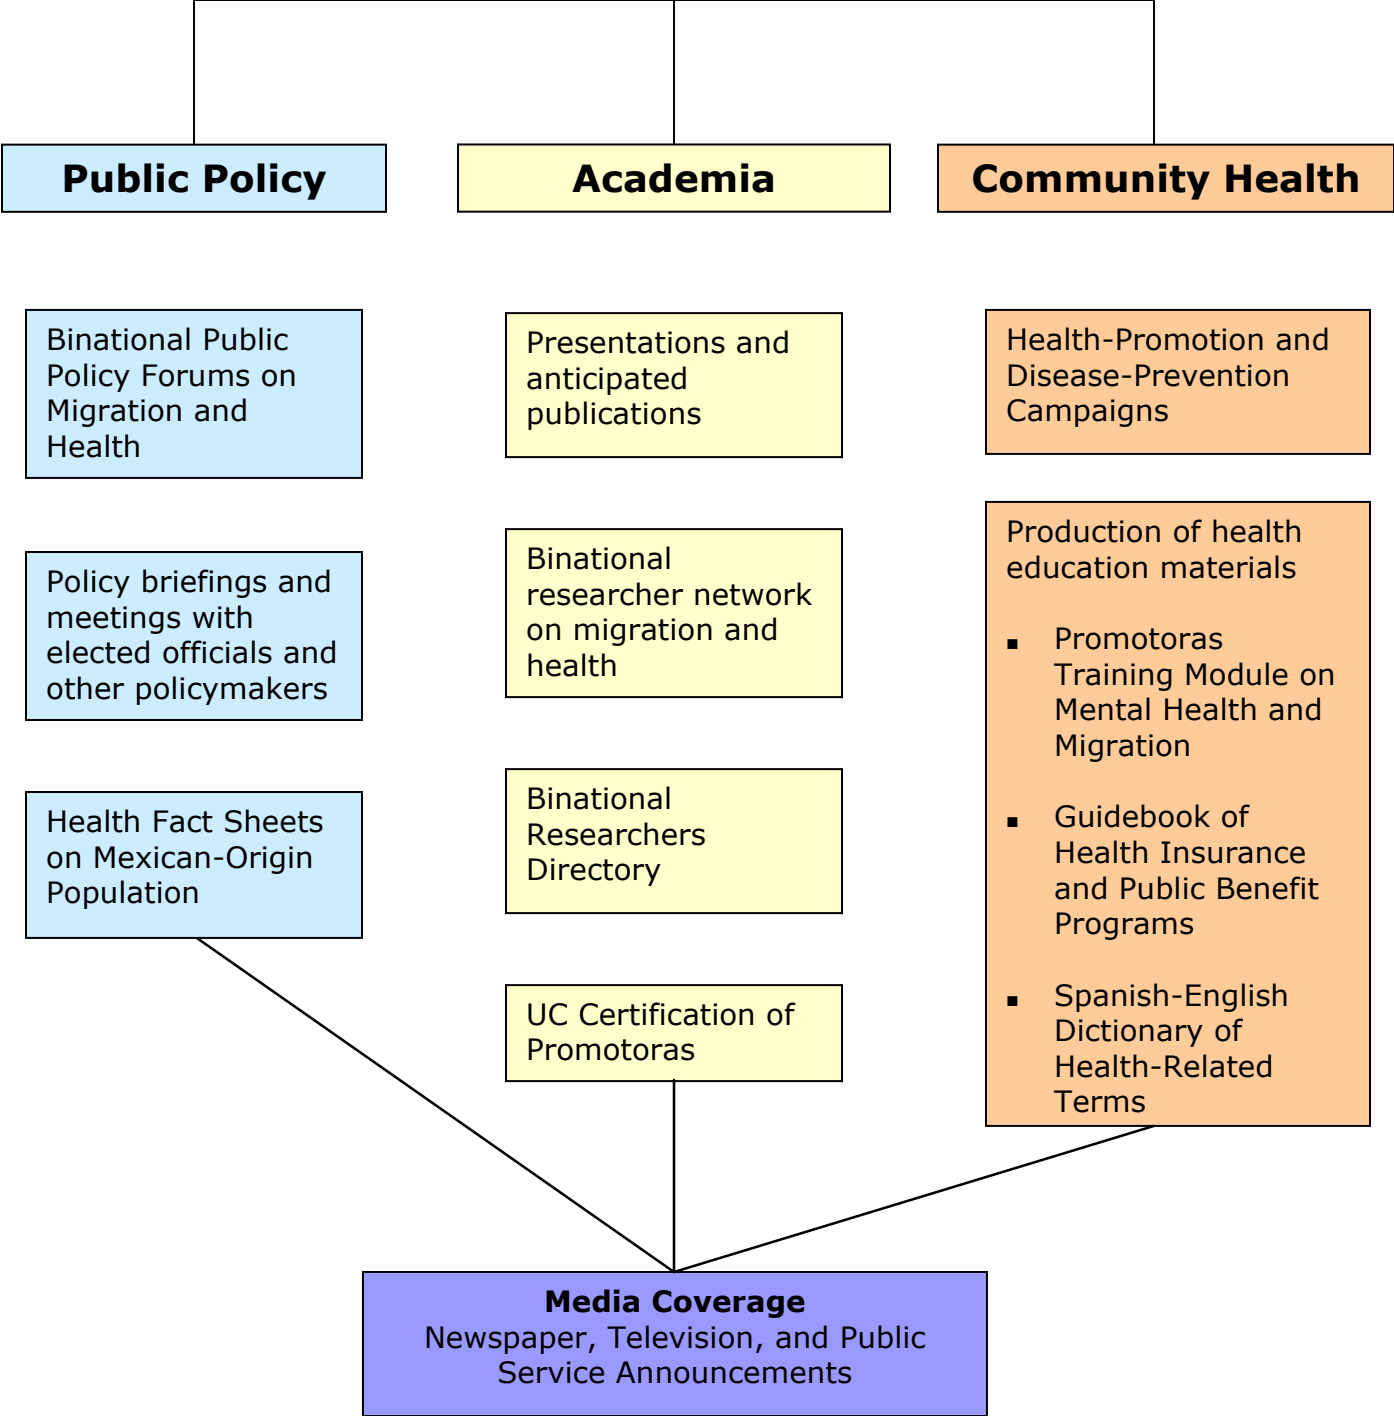 Public Policy
Academia
Community Health
Binational Public
Policy Forums on
Migration and
Health
Policy briefings and
meetings with
elected officials and
other policymakers
Health Fact Sheets
on Mexican-Origin
Population
Presentations and
anticipated
publications
Binational
researcher network
on migration and
health
Binational
Researchers
Directory
UC Certification of
Promotoras
Health-Promotion and
Disease-Prevention
Campaigns
Production of health
education materials
▪ Promotoras
Training Module on
Mental Health and
Migration
▪ Guidebook of
Health Insurance
and Public Benefit
Programs
▪ Spanish-English
Dictionary of
Health-Related
Terms
Media Coverage
Newspaper, Television, and Public
Service Announcements